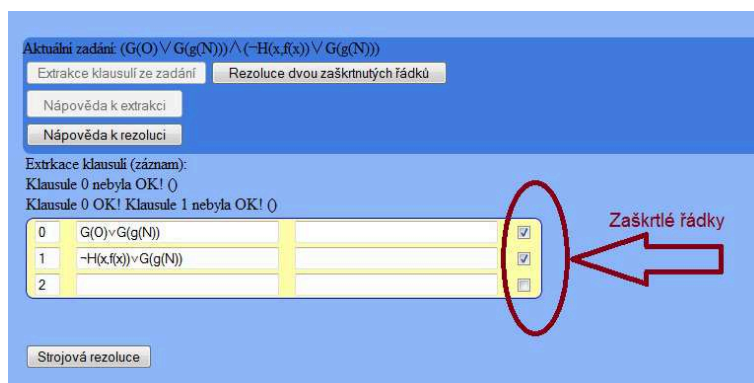 Aktuální zadání: (G(O)∨G(g(N)))∧(¬H(x,f(x))∨G(g(N)))
Extrakce klausulí ze zadání Rezoluce dvou zaškrtnutých řádků
Nápověda k extrakci
Nápověda k rezoluci
Extrkace klausulí (záznam):
Klausule 0 nebyla OK! ()
Klausule 0 OK! Klausule 1 nebyla OK! ()
0 G(O)∨G(g(N))
Zaškrtlé řádky
1 ¬H(x,f(x))∨G(g(N))
2
Strojová rezoluce